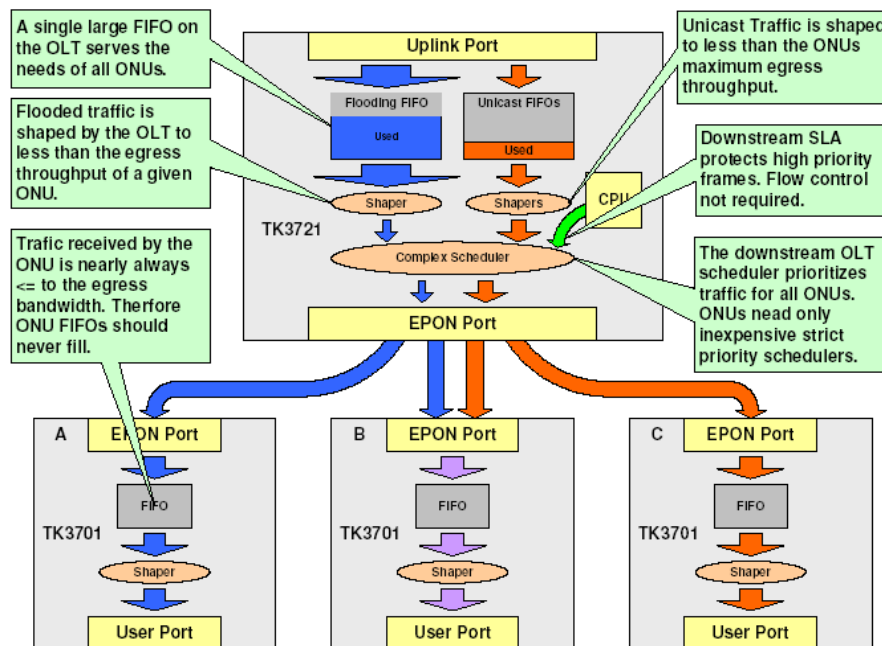 A single large FIFO on
the OLT serves the
needs of all ONUs.
Flooded traffic is
shaped by the OLT to
less than the egress
throughput of a given
ONU.
Trafic received by the
ONU is nearly always
<= to the egress
bandwidth. Therfore
ONU FIFOs should
never fill.
Uplink Port
Flooding FIFO
Used
Unicast FIFOs
Used
Shaper
Shapers
CPU
TK3721
Complex Scheduler
EPON Port
Unicast Traffic is shaped
to less than the ONUs
maximum egress
throughput.
Downstream SLA
protects high priority
frames. Flow control
not required.
The downstream OLT
scheduler prioritizes
traffic for all ONUs.
ONUs nead only
inexpensive strict
priority schedulers.
A
EPON Port
FIFO
TK3701
Shaper
User Port
B
EPON Port
FIFO
TK3701
Shaper
User Port
C
EPON Port
FIFO
TK3701
Shaper
User Port